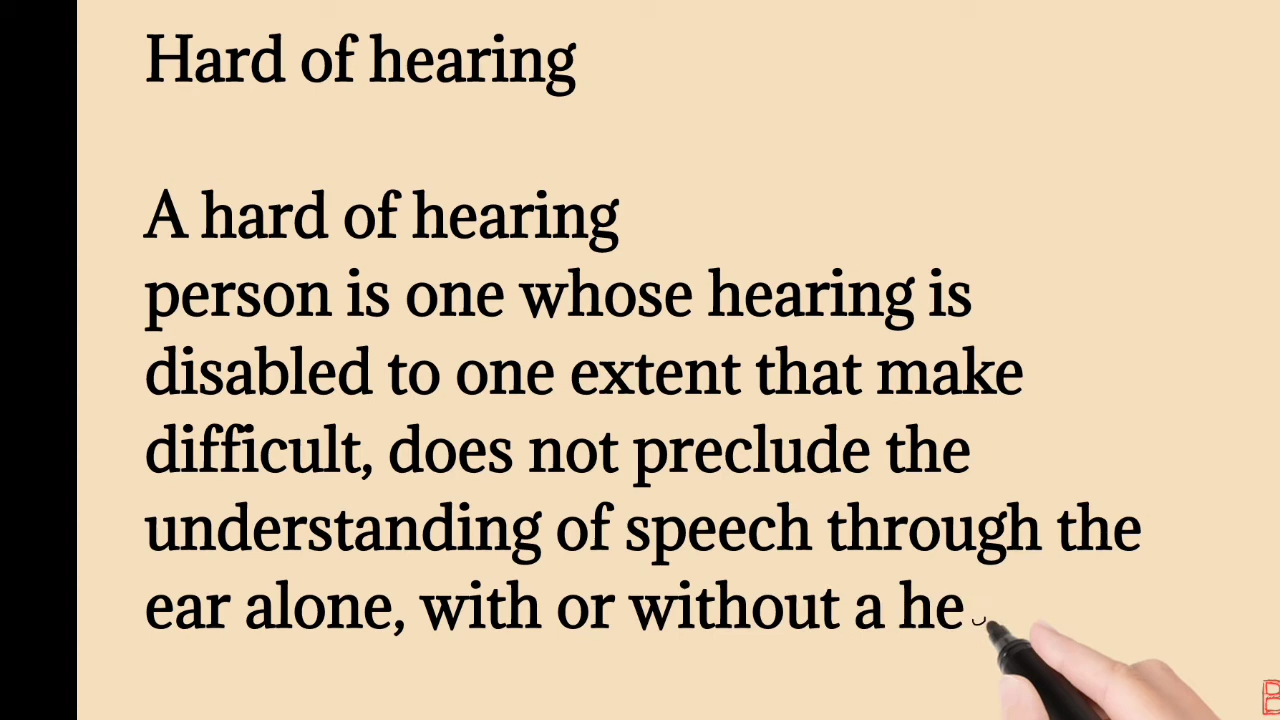 Hard of hearing
A hard of hearing
person is one whose hearing is
disabled to one extent that make
difficult, does not preclude the
understanding of speech through the
ear alone, with or without a he